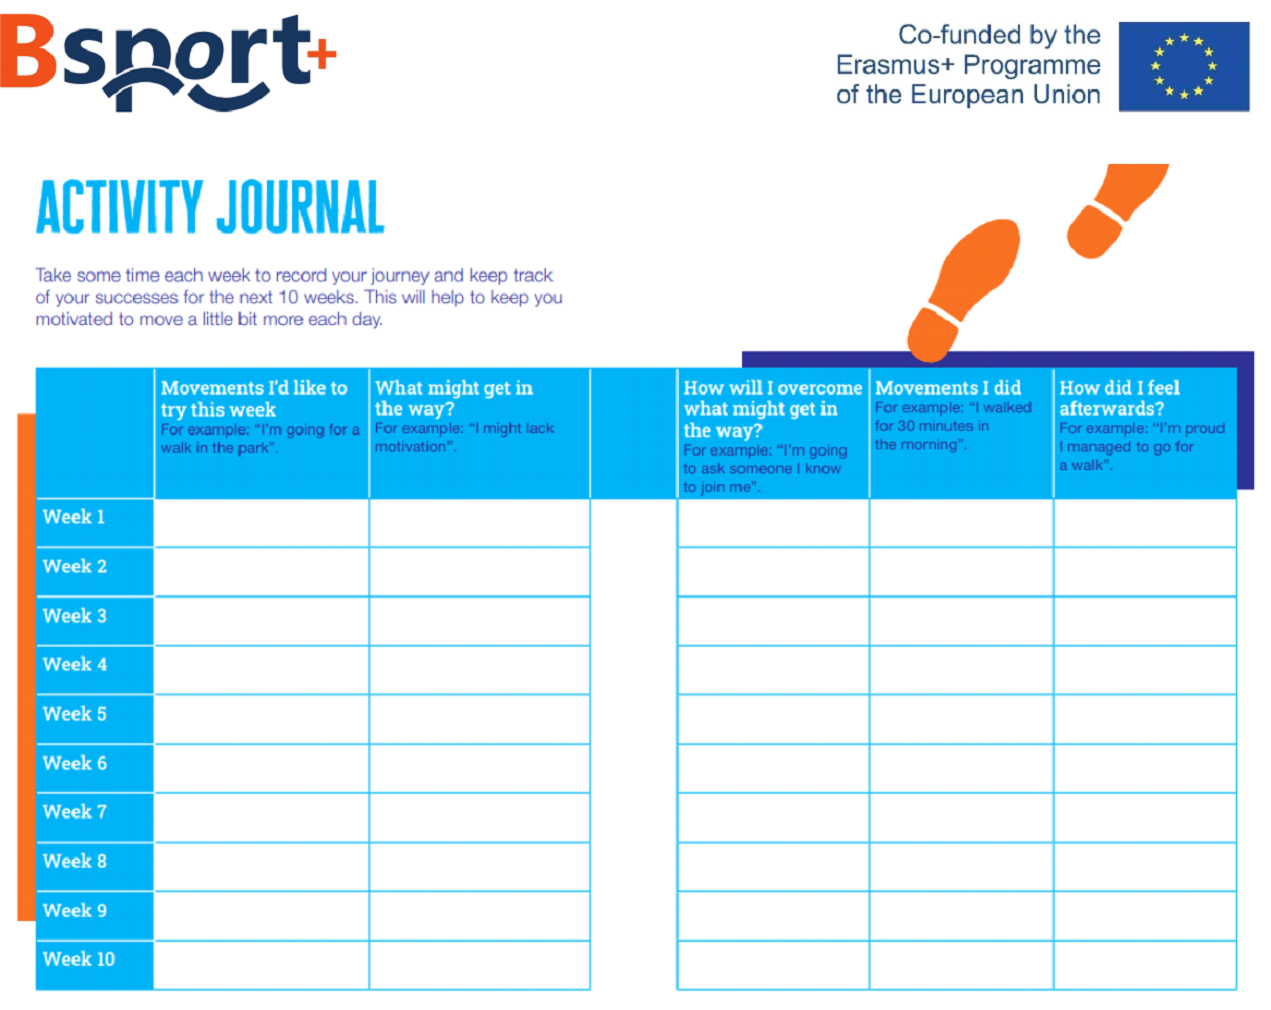 Bsport+
Co-funded by the
Erasmus+ Programme
of the European Union
ACTIVITY JOURNAL
Take some time each week to record your journey and keep track
of your successes for the next 10 weeks. This will help to keep you
motivated to move a little bit more each day.
Movements I'd like to
try this week
For example: "I'm going for a
walk in the park".
What might get in
the way?
For example: "I might lack
motivation".
How will I overcome
what might get in
the way?
For example: "I'm going
to ask someone I know
to join me".
Movements I did
For example: "I walked
for 30 minutes in
the morning".
How did I feel
afterwards?
For example: "I'm proud
I managed to go for
a walk".
Week 1
Week 2
Week 3
Week 4
Week 5
Week 6
Week 7
Week 8
Week 9
Week 10